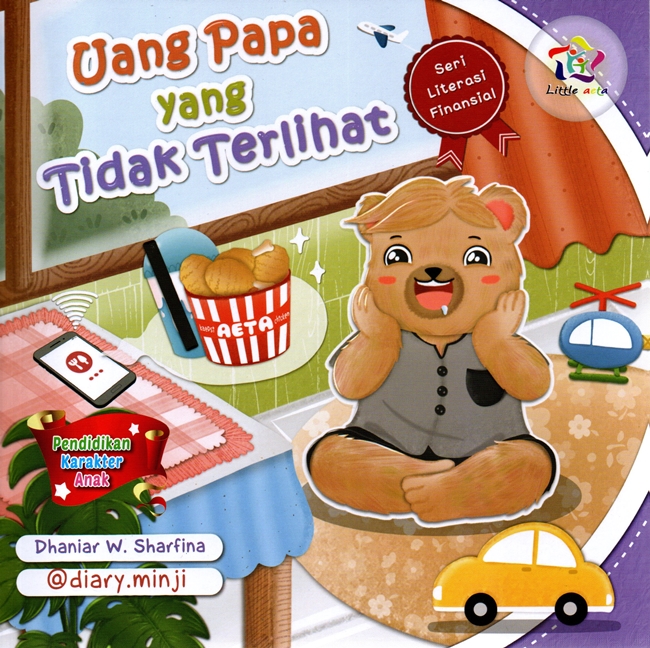 Uang Papa
yang
Tidak Terlihat
Seri
Literasi
Finansial
Little aeta
AETA
Pendidikan
Karakter
Anak
Dhaniar W. Sharfina
@diary.minji